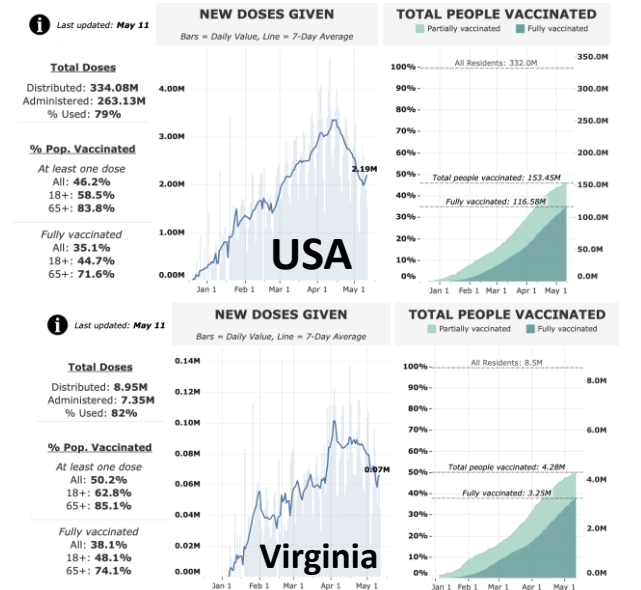 Last updated: May 11
NEW DOSES GIVEN
Bars = Daily Value, Line = 7-Day Average
TOTAL PEOPLE VACCINATED
Partially vaccinated Fully vaccinated
Total Doses
Distributed: 334.08M
Administered: 263.13M
% Used: 79%
% Pop. Vaccinated
At least one dose
All: 46.2%
18+: 58.5%
65+: 83.8%
Fully vaccinated
All: 35.1%
18+: 44.7%
65+: 71.6%
4.00M
3.00M
2.00M
1.00M
0.00M
2.19M
USA
Jan 1 Feb 1 Mar 1 Apr 1 May 1
100%
90%
80%
70%
60%
50%
40%
30%
20%
10%
0%
All Residents: 332.0M
Total people vaccinated: 153.45M
Fully vaccinated: 116.58M
350.0M
300.0M
250.0M
200.0M
150.0M
100.0M
50.0M
0.0M
Jan 1 Feb 1 Mar 1 Apr 1 May 1
Last updated: May 11
NEW DOSES GIVEN
Bars = Daily Value, Line = 7-Day Average
TOTAL PEOPLE VACCINATED
Partially vaccinated Fully vaccinated
Total Doses
Distributed: 8.95M
Administered: 7.35M
% Used: 82%
% Pop. Vaccinated
At least one dose
All: 50.2%
18+: 62.8%
65+: 85.1%
Fully vaccinated
All: 38.1%
18+: 48.1%
65+: 74.1%
0.14M
0.12M
0.10M
0.08M
0.06M
0.04M
0.02M
0.00M
0.07M
Virginia
Jan 1 Feb 1 Mar 1 Apr 1 May 1
100%
90%
80%
70%
60%
50%
40%
30%
20%
10%
0%
All Residents: 8.5M
Total people vaccinated: 4.28M
Fully vaccinated: 3.25M
8.0M
6.0M
4.0M
2.0M
0.0M
Jan 1 Feb 1 Mar 1 Apr 1 May 1